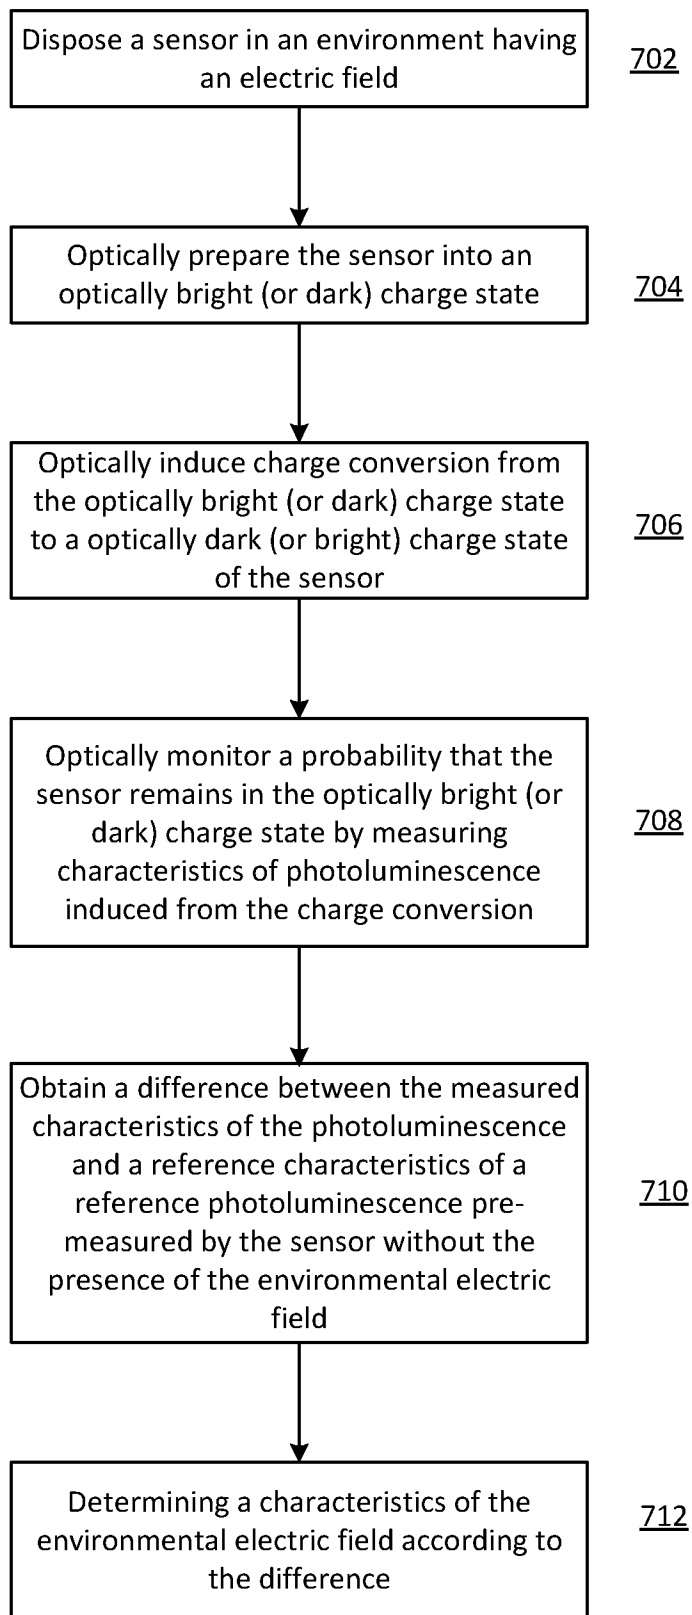 Dispose a sensor in an environment having
an electric field
702
Optically prepare the sensor into an
optically bright (or dark) charge state
704
Optically induce charge conversion from
the optically bright (or dark) charge state
to a optically dark (or bright) charge state
of the sensor
706
Optically monitor a probability that the
sensor remains in the optically bright (or
dark) charge state by measuring
characteristics of photoluminescence
induced from the charge conversion
708
Obtain a difference between the measured
characteristics of the photoluminescence
and a reference characteristics of a
reference photoluminescence pre-
measured by the sensor without the
presence of the environmental electric
field
710
Determining a characteristics of the
environmental electric field according to
the difference
712